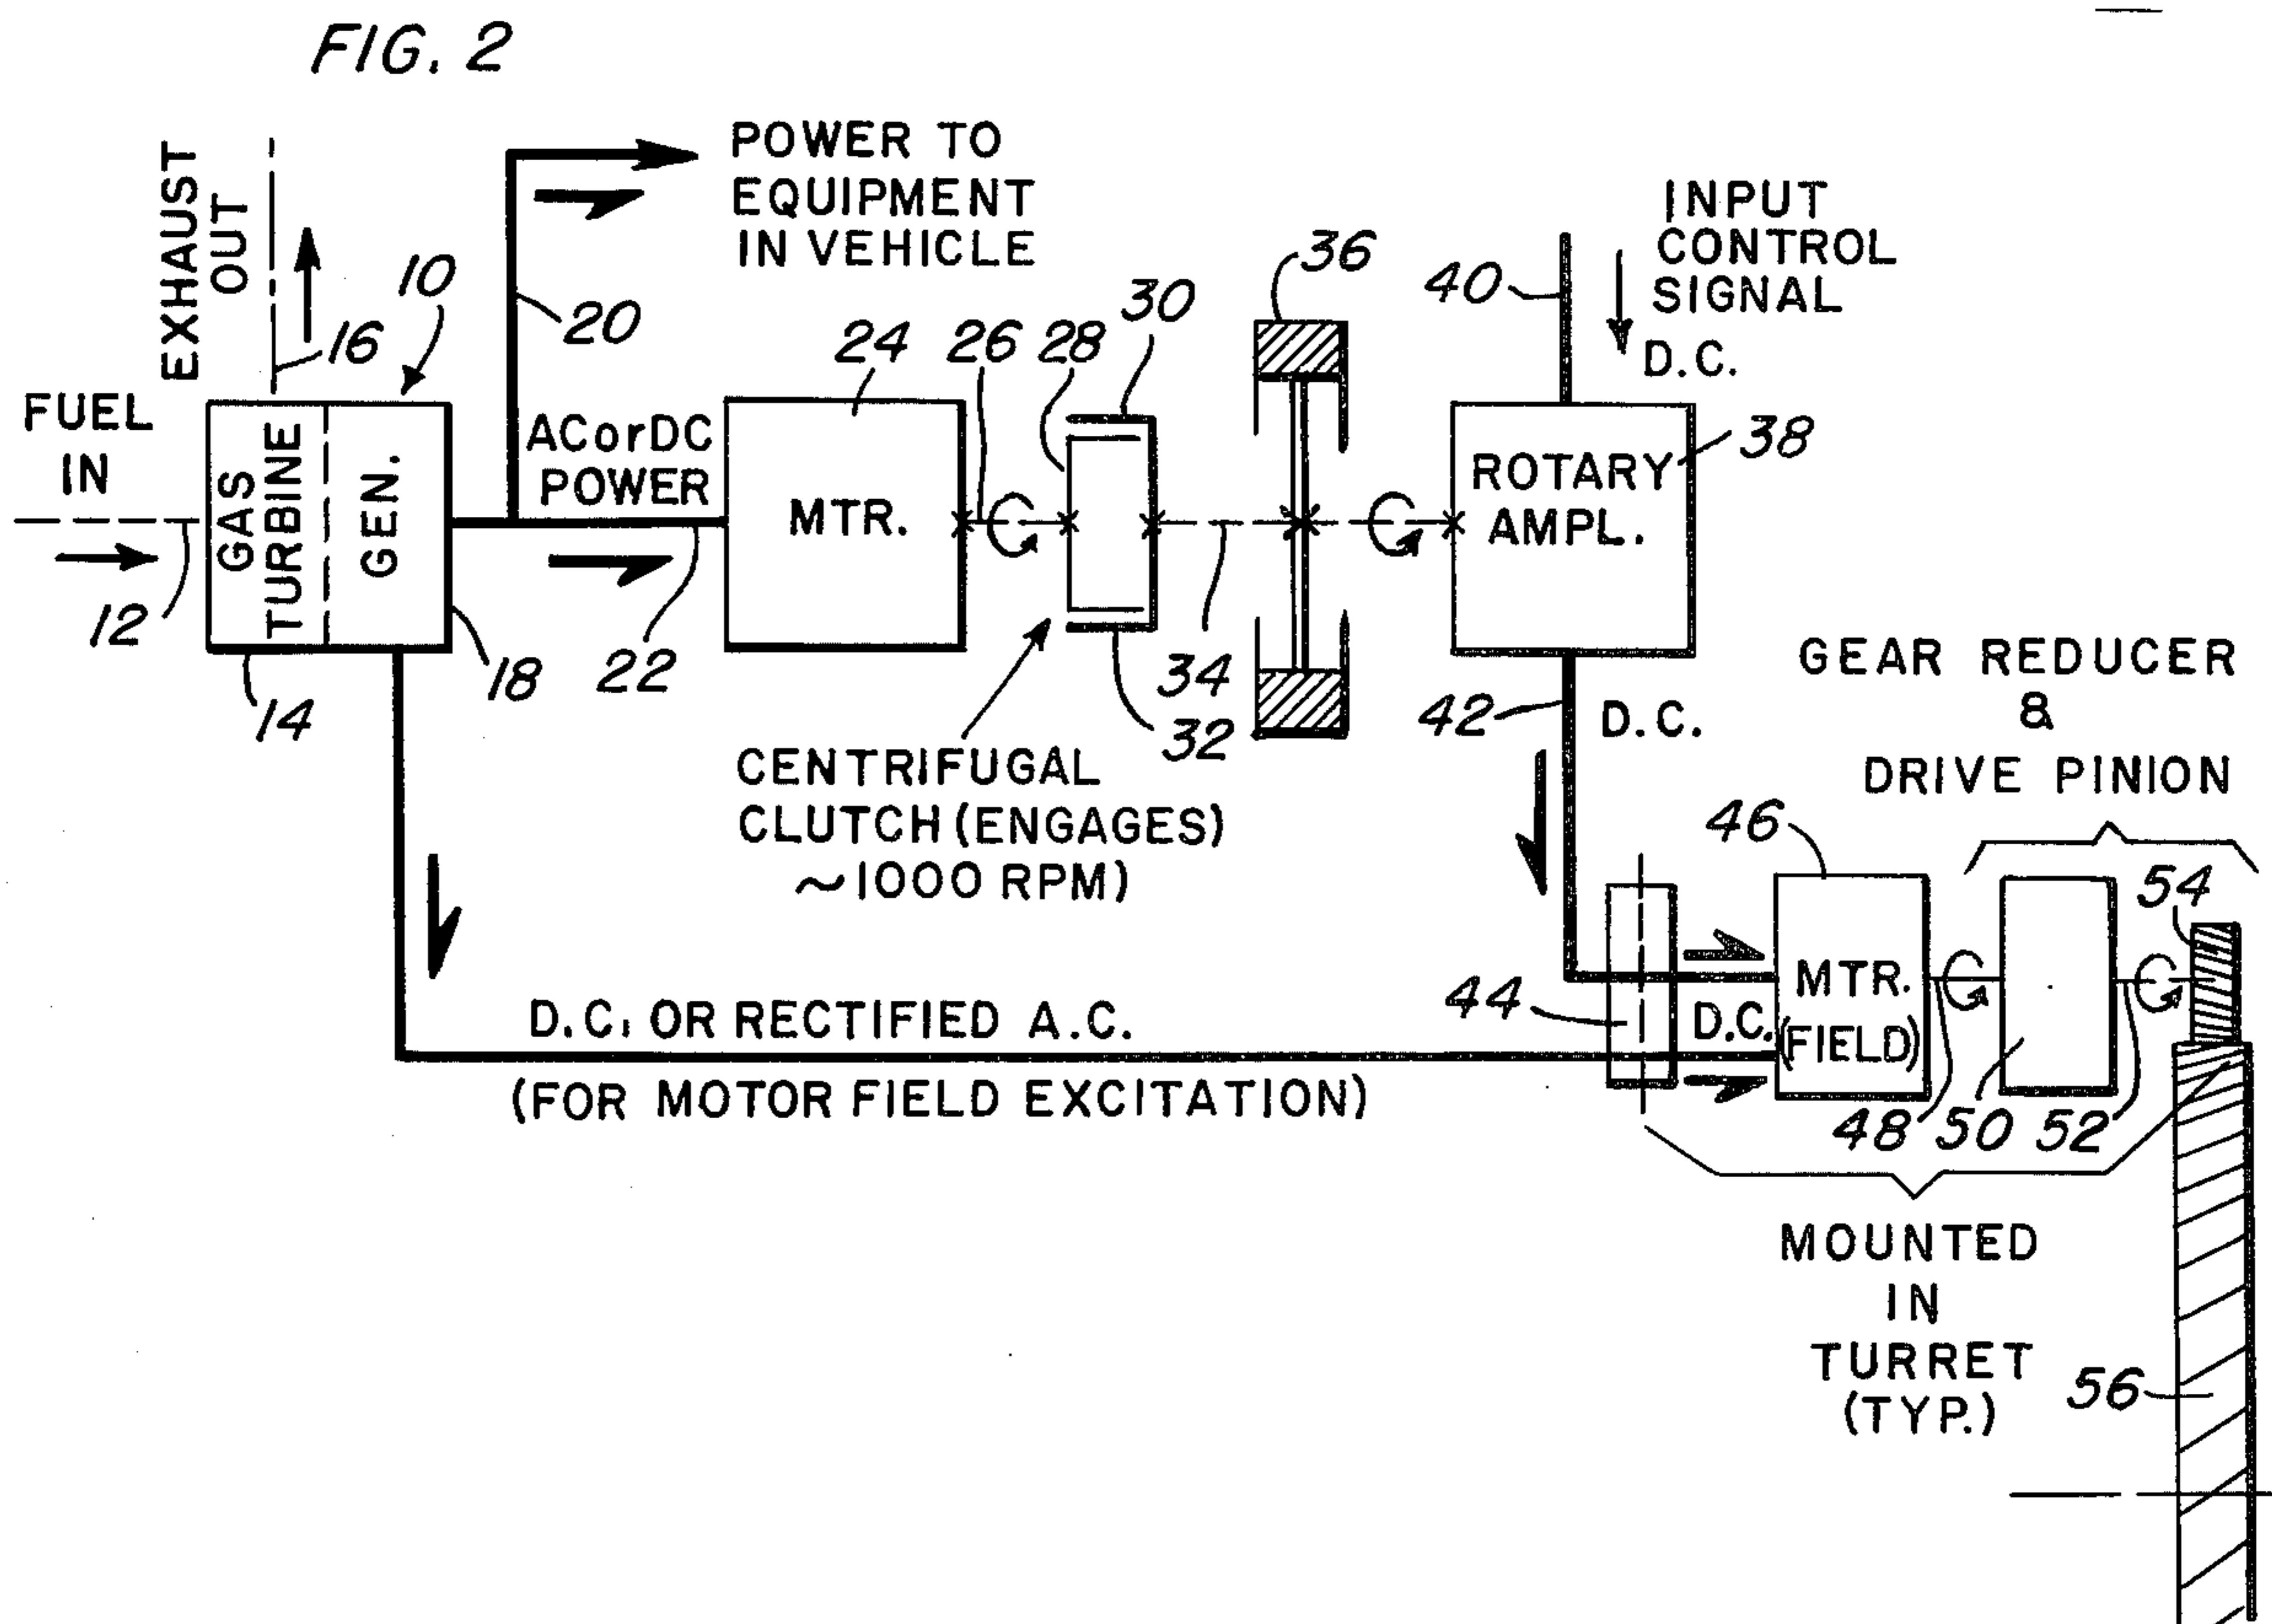 FIG. 2
EXHAUST
OUT
16
10
20
POWER TO
EQUIPMENT
IN VEHICLE
FUEL
IN
12
GAS
TURBINE
GEN.
14
18
ACorDC
POWER
22
24
MTR.
26
28
30
32
CENTRIFUGAL
CLUTCH (ENGAGES)
~1000 RPM)
34
36
40
INPUT
CONTROL
SIGNAL
D.C.
38
ROTARY
AMPL.
42
D.C.
GEAR REDUCER
&
DRIVE PINION
46
54
44
D.C.
MTR.
(FIELD)
48
50
52
D.C. OR RECTIFIED A.C.
(FOR MOTOR FIELD EXCITATION)
MOUNTED
IN
TURRET
(TYP.)
56